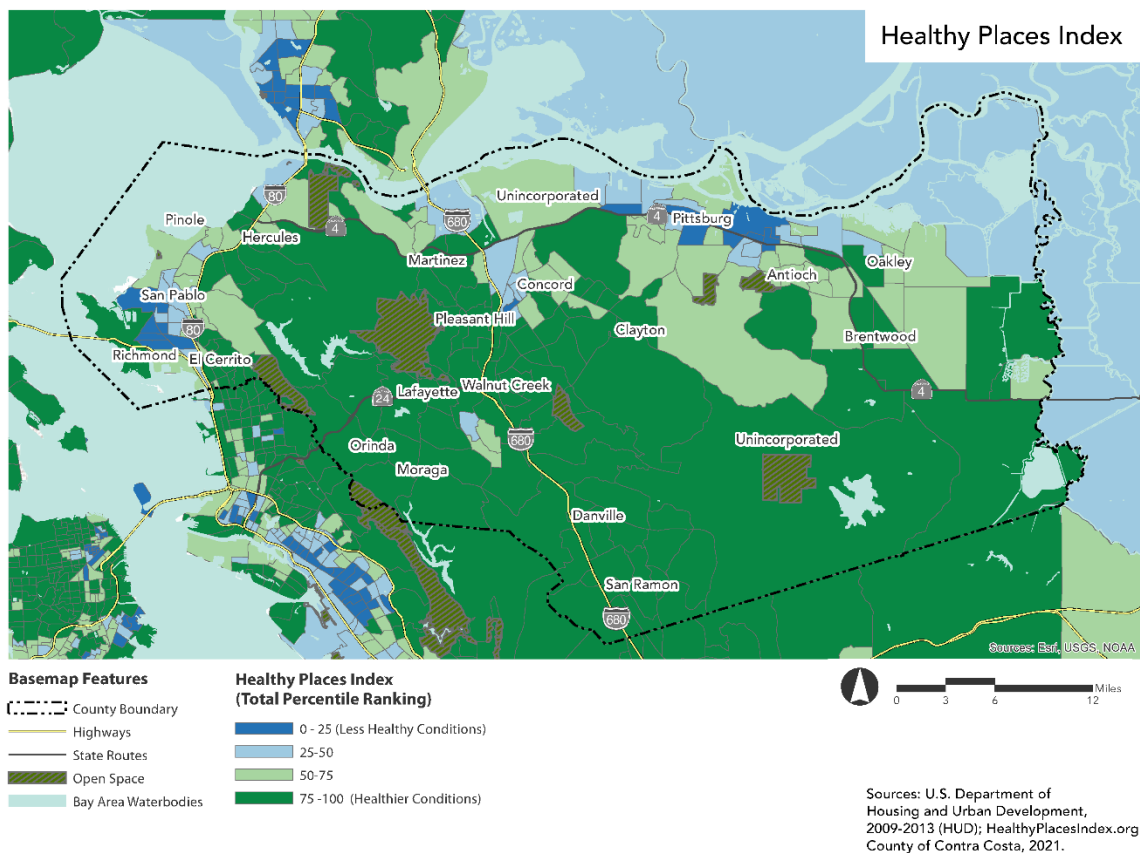 Healthy Places Index
Unincorporated
80
680
4
Pittsburg
Pinole
Hercules
4
Martinez
Oakley
Antioch
San Pablo
Concord
80
Pleasant Hill
Clayton
Brentwood
Richmond
El Cerrito
24
Lafayette
Walnut Creek
4
Orinda
680
Unincorporated
Moraga
Danville
San Ramon
680
Sources: Esri, USGS, NOAA
Basemap Features
County Boundary
Highways
State Routes
Open Space
Bay Area Waterbodies
Healthy Places Index
(Total Percentile Ranking)
0 - 25 (Less Healthy Conditions)
25-50
50-75
75 -100 (Healthier Conditions)
Miles
0 3 6 12
Sources: U.S. Department of
Housing and Urban Development,
2009-2013 (HUD); HealthyPlacesIndex.org
County of Contra Costa, 2021.